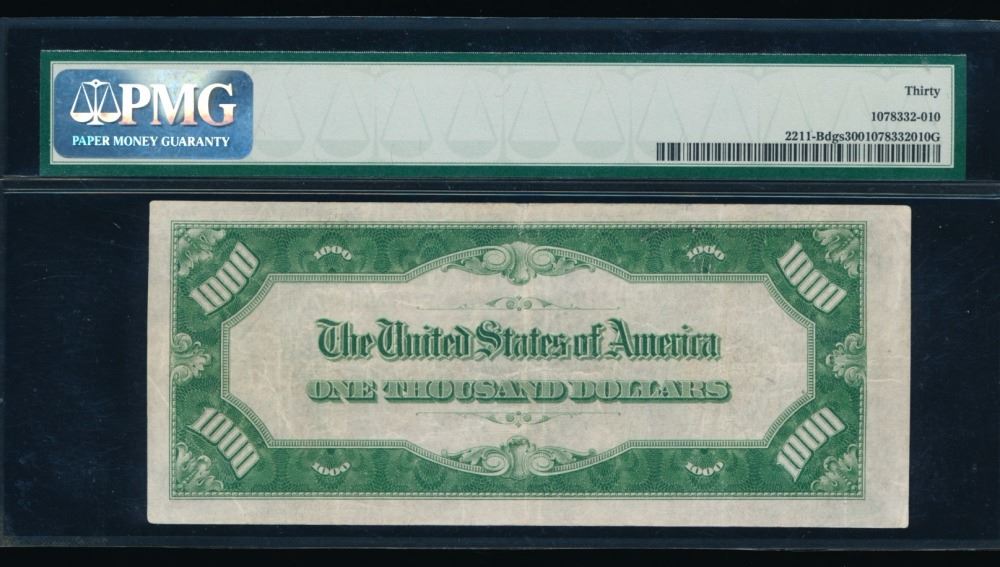 PMG
PAPER MONEY GUARANTY
Thirty
1078332-010
2211-Bdgs3001078332010G
1000 1000 1000 1000
The United States of America
ONE THOUSAND DOLLARS
1000 1000 1000 1000